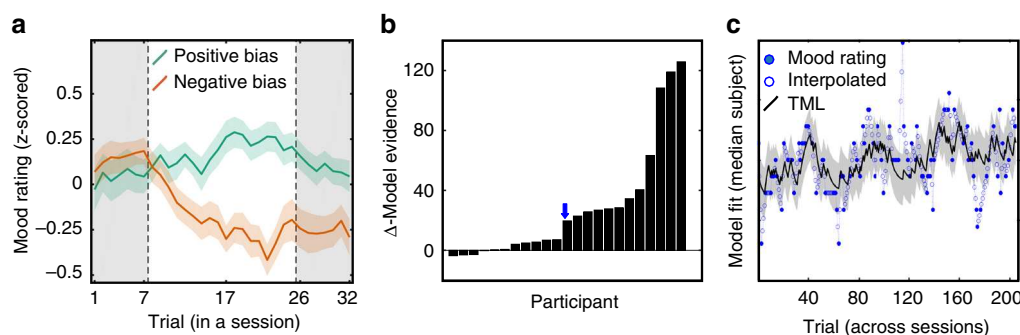 a
Mood rating (z-scored)
0.5
0.25
0
–0.25
–0.5
Positive bias
Negative bias
1
7
17
26
32
Trial (in a session)
b
Δ-Model evidence
120
80
40
0
Participant
c
Model fit (median subject)
Mood rating
Interpolated
TML
40
80
120
160
200
Trial (across sessions)